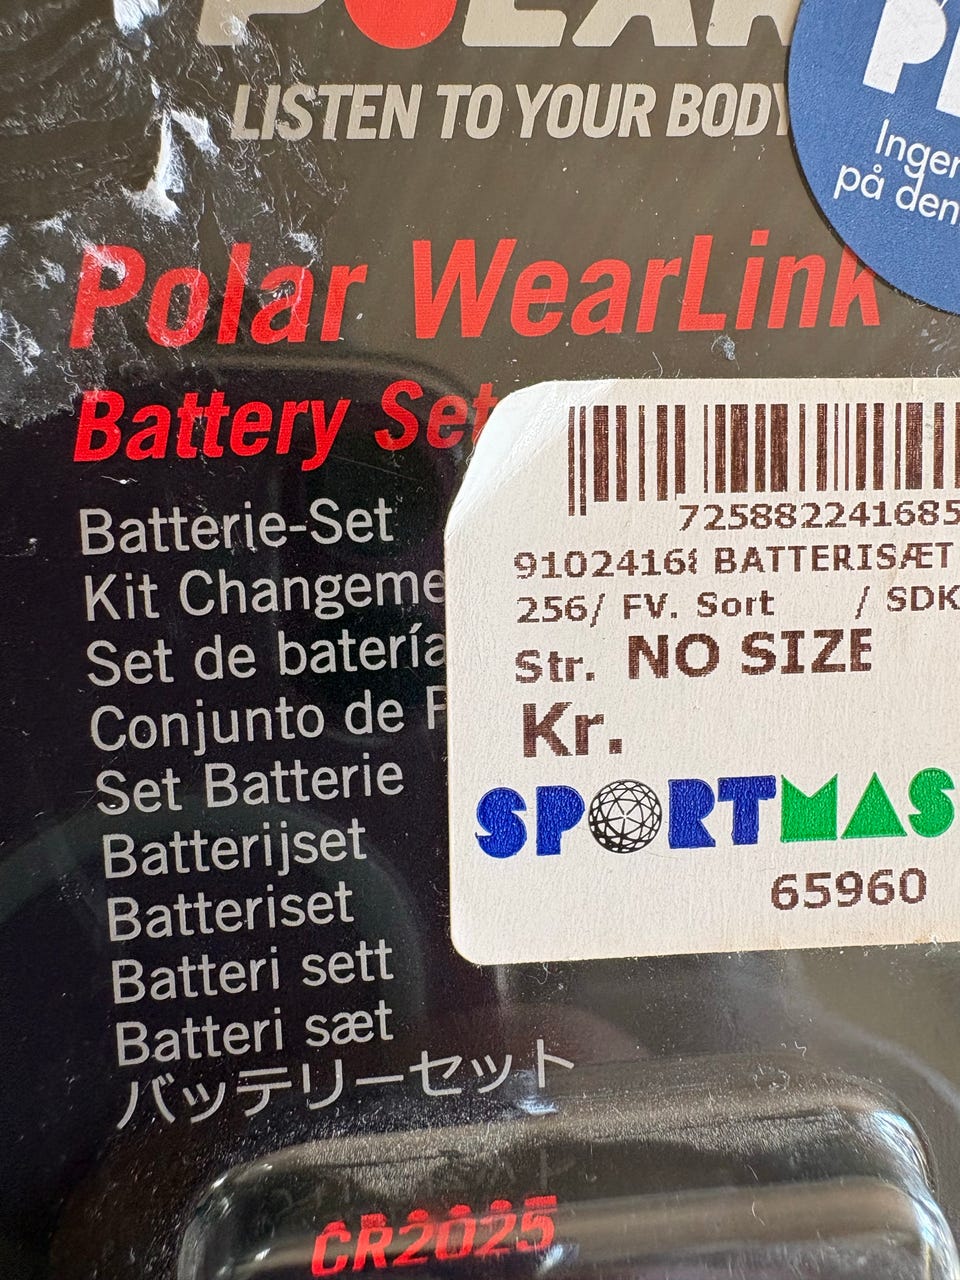 POLAR
LISTEN TO YOUR BODY
Inger
på den
Polar WearLink
Battery Set
Batterie-Set
Kit Changeme
Set de batería
Conjunto de P
Set Batterie
Batterijset
Batteriset
Batteri sett
Batteri sæt
バッテリーセット
CR2025
725882241685
9102416 BATTERISÆT
256/ FV. Sort / SDK
Str. NO SIZE
Kr.
SPORTMAS
65960